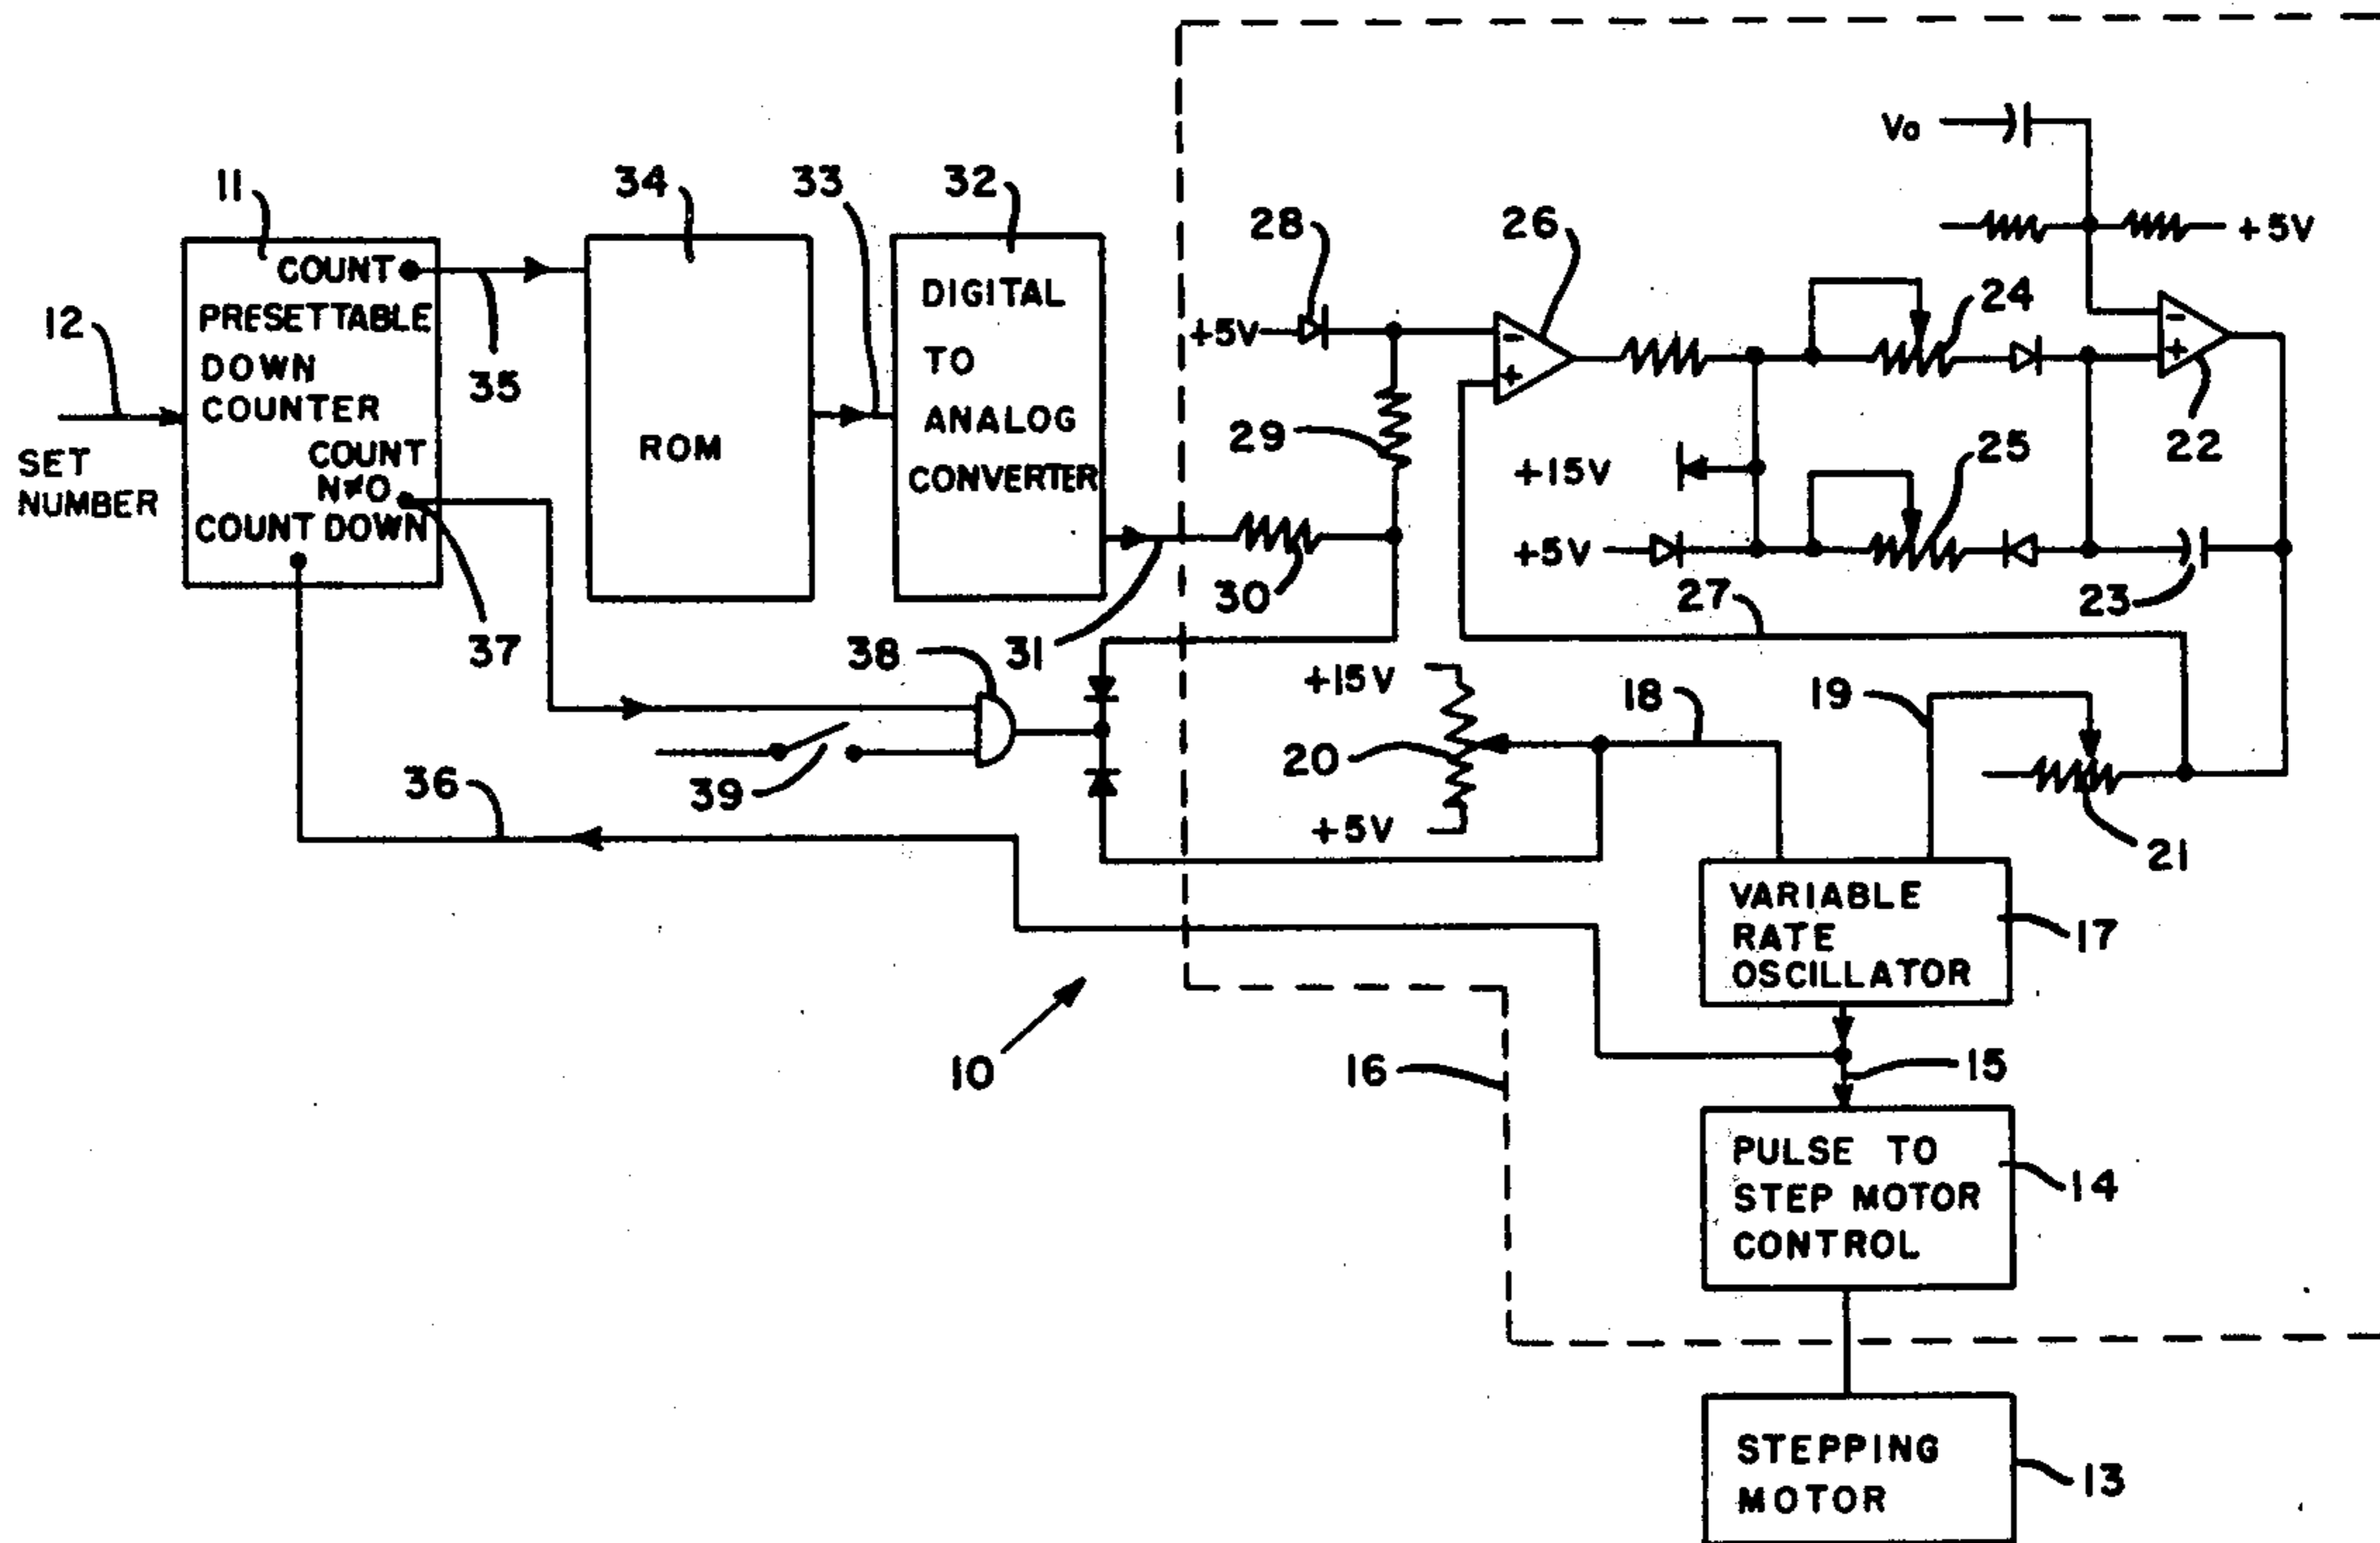 11
34
33
32
Vo
+5V
28
26
24
COUNT
PRESETTABLE
DOWN
COUNTER
COUNT
N≠0
COUNT DOWN
12
SET
NUMBER
35
ROM
DIGITAL
TO
ANALOG
CONVERTER
+5V
-
+
29
+15V
25
-
+
22
+5V
30
27
23
37
38
31
+15V
18
19
36
39
20
+5V
21
VARIABLE
RATE
OSCILLATOR
17
10
16
15
PULSE TO
STEP MOTOR
CONTROL
14
STEPPING
MOTOR
13